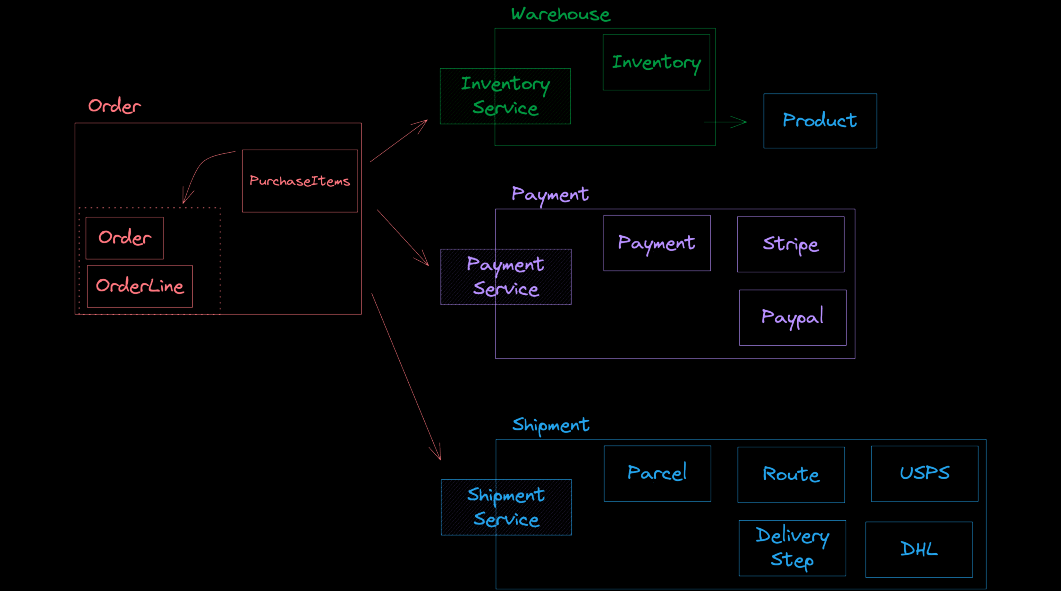 Warehouse
Inventory
Inventory
Service
Order
Product
PurchaseItems
Payment
Order
Payment
Stripe
Payment
Service
OrderLine
Paypal
Shipment
Parcel
Route
USPS
Shipment
Service
Delivery
Step
DHL